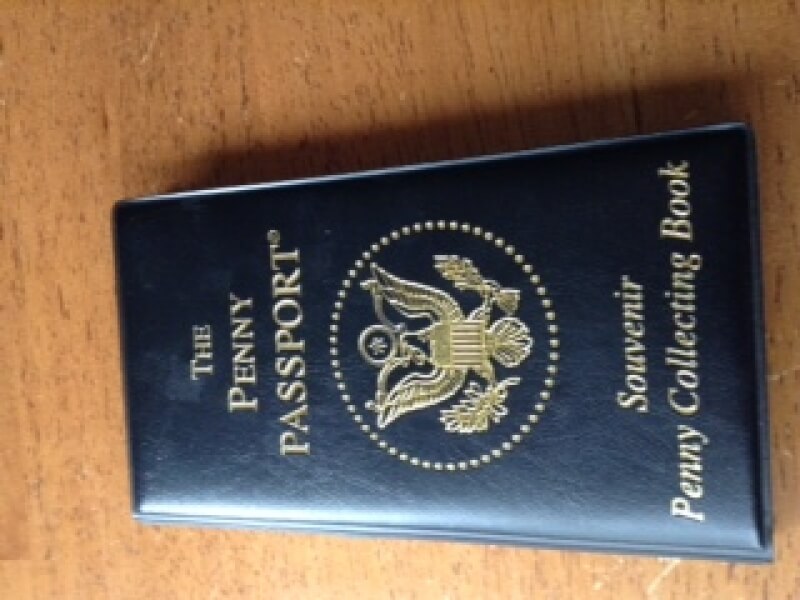 THE
PENNY
PASSPORT®
Souvenir
Penny Collecting Book